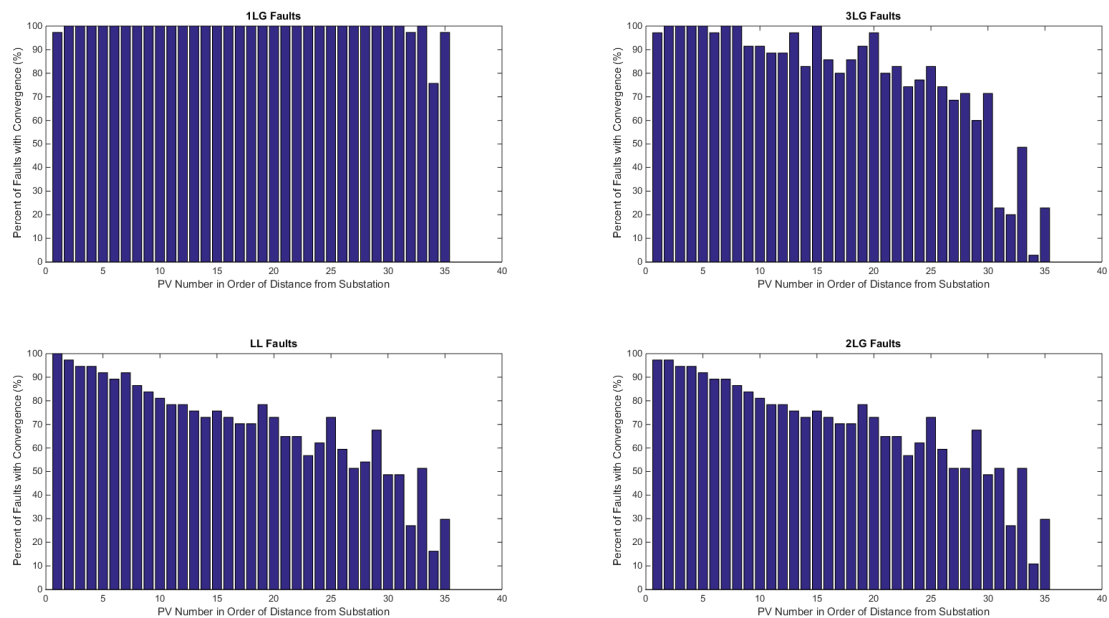 1LG Faults
Percent of Faults with Convergence (%)
100
90
80
70
60
50
40
30
20
10
0
0 5 10 15 20 25 30 35 40
PV Number in Order of Distance from Substation
3LG Faults
Percent of Faults with Convergence (%)
100
90
80
70
60
50
40
30
20
10
0
0 5 10 15 20 25 30 35 40
PV Number in Order of Distance from Substation
LL Faults
Percent of Faults with Convergence (%)
100
90
80
70
60
50
40
30
20
10
0
0 5 10 15 20 25 30 35 40
PV Number in Order of Distance from Substation
2LG Faults
Percent of Faults with Convergence (%)
100
90
80
70
60
50
40
30
20
10
0
0 5 10 15 20 25 30 35 40
PV Number in Order of Distance from Substation